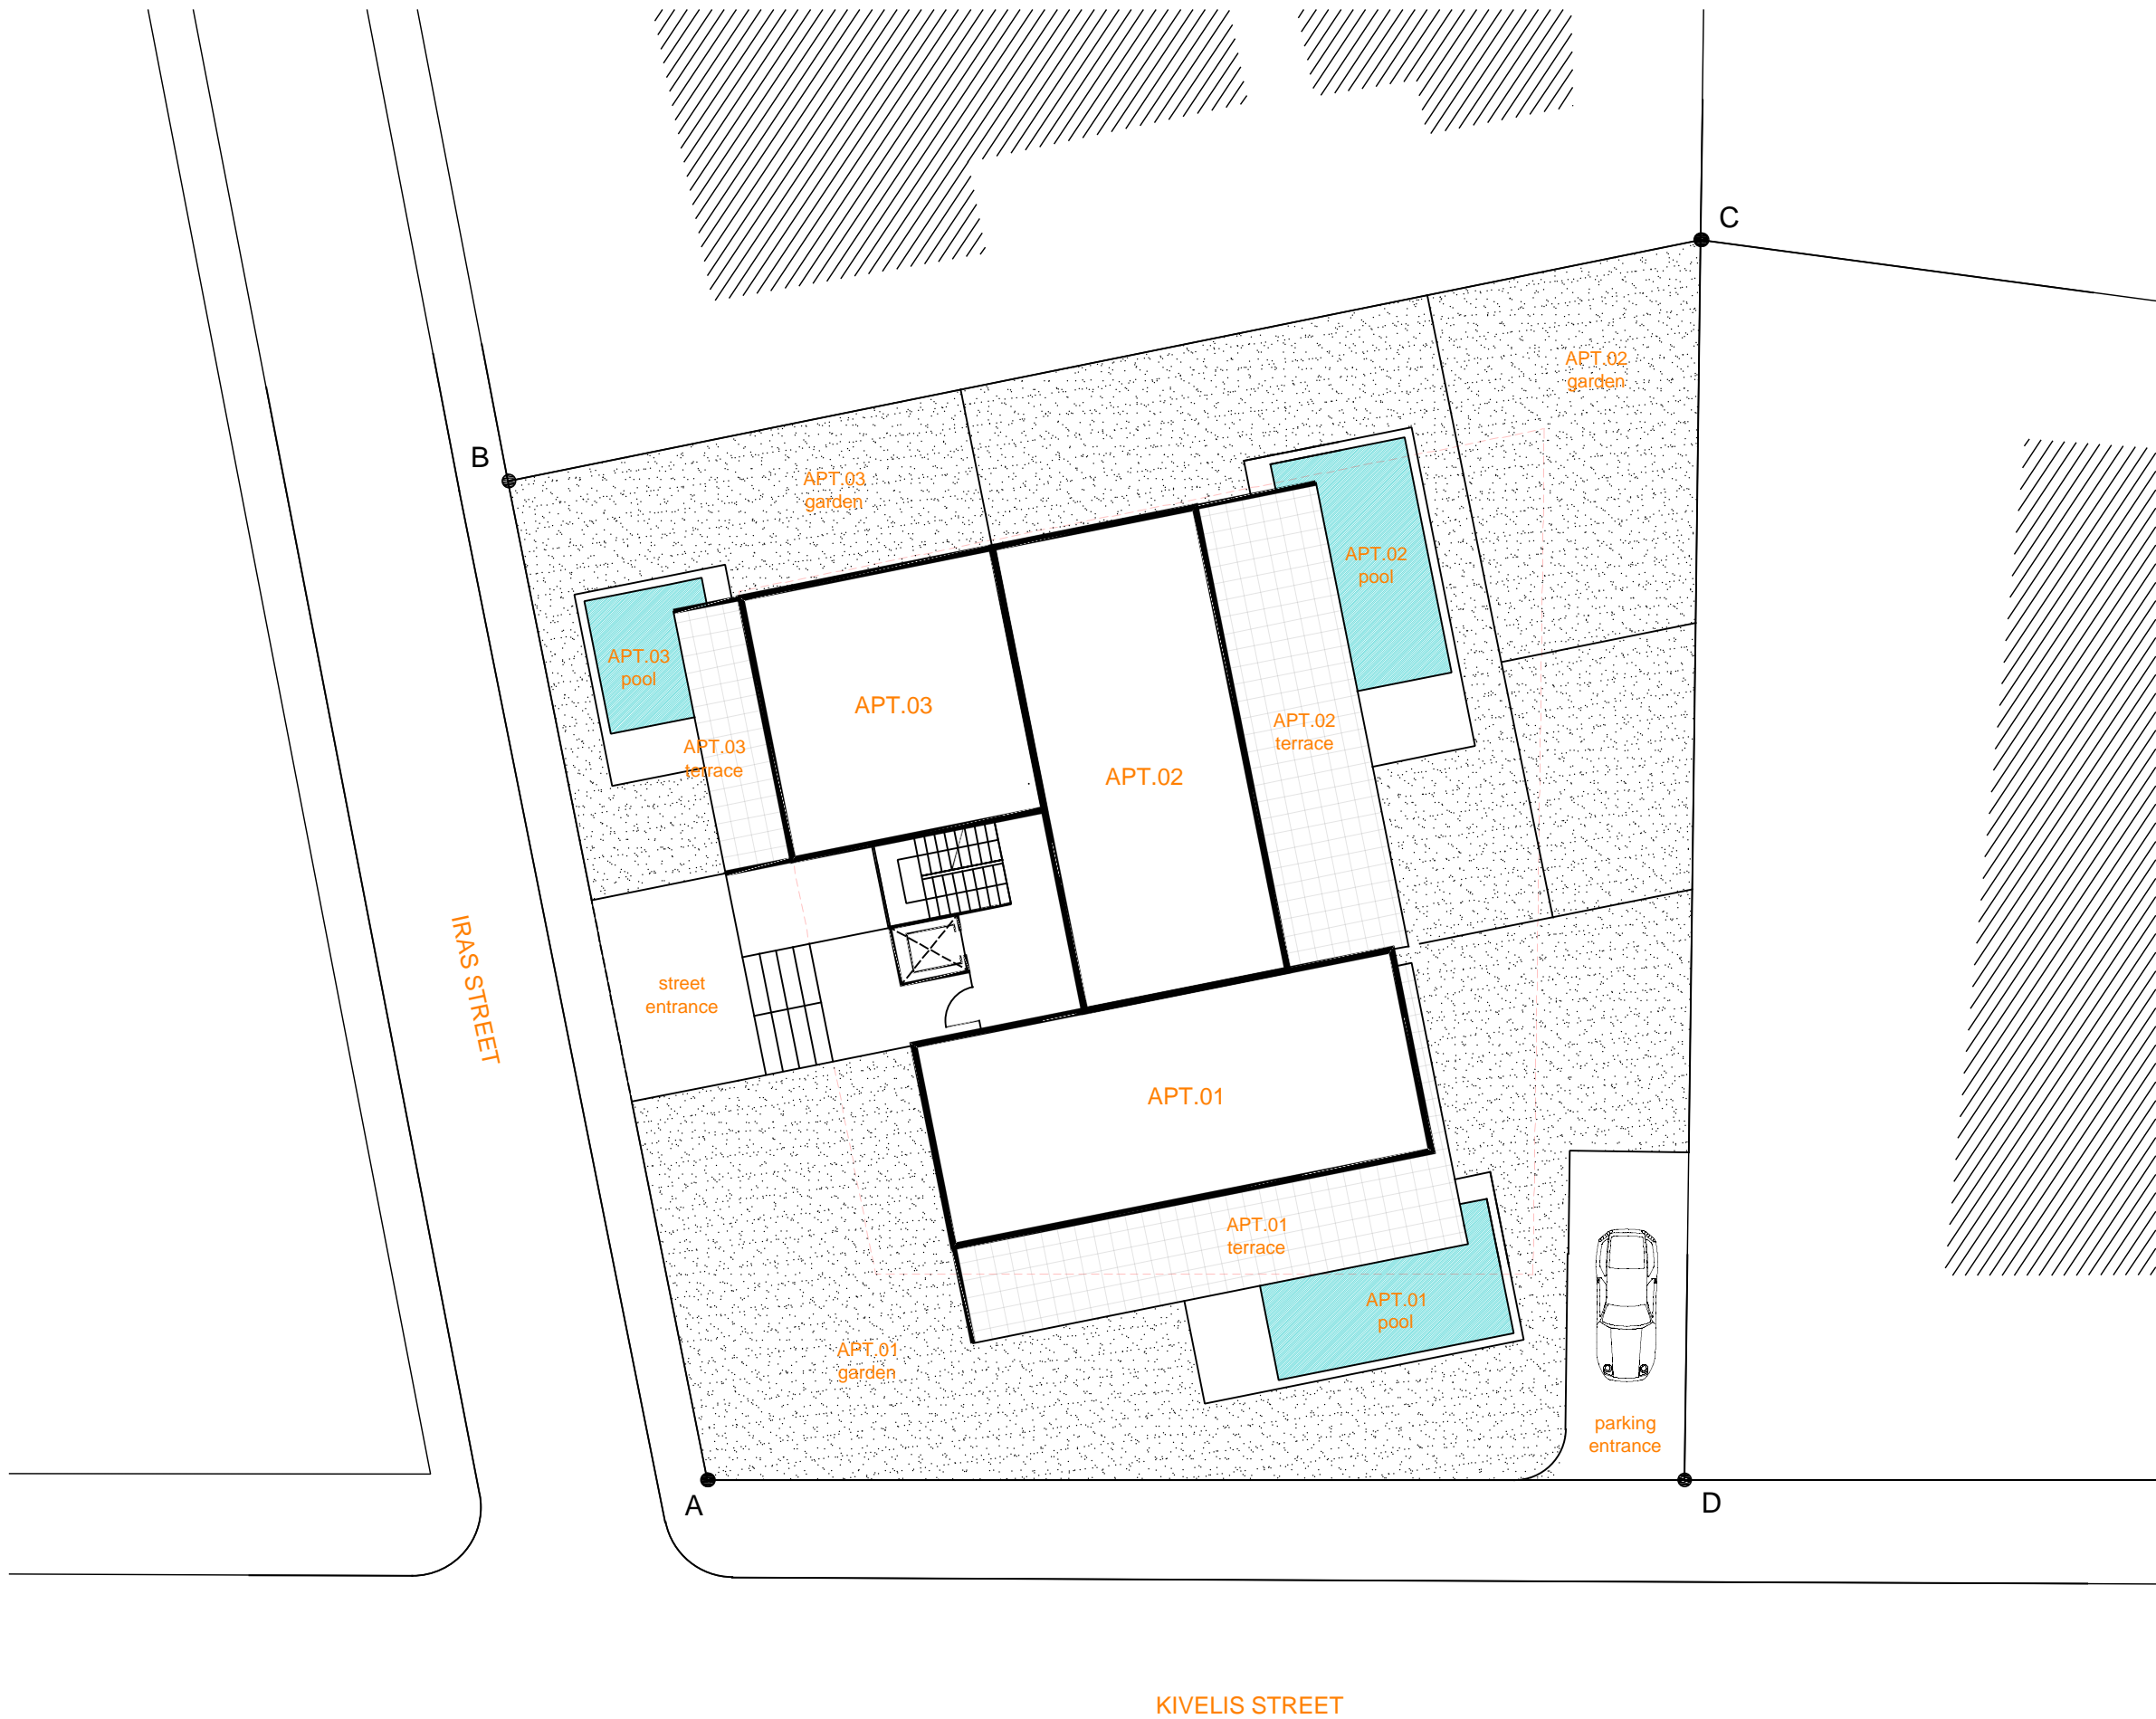 C
APT.02
garden
B
APT.03
garden
APT.02
pool
APT.03
pool
APT.03
APT.02
terrace
APT.03
terrace
APT.02
IRAS STREET
street
entrance
APT.01
APT.01
terrace
APT.01
pool
APT.01
garden
parking
entrance
A
D
KIVELIS STREET